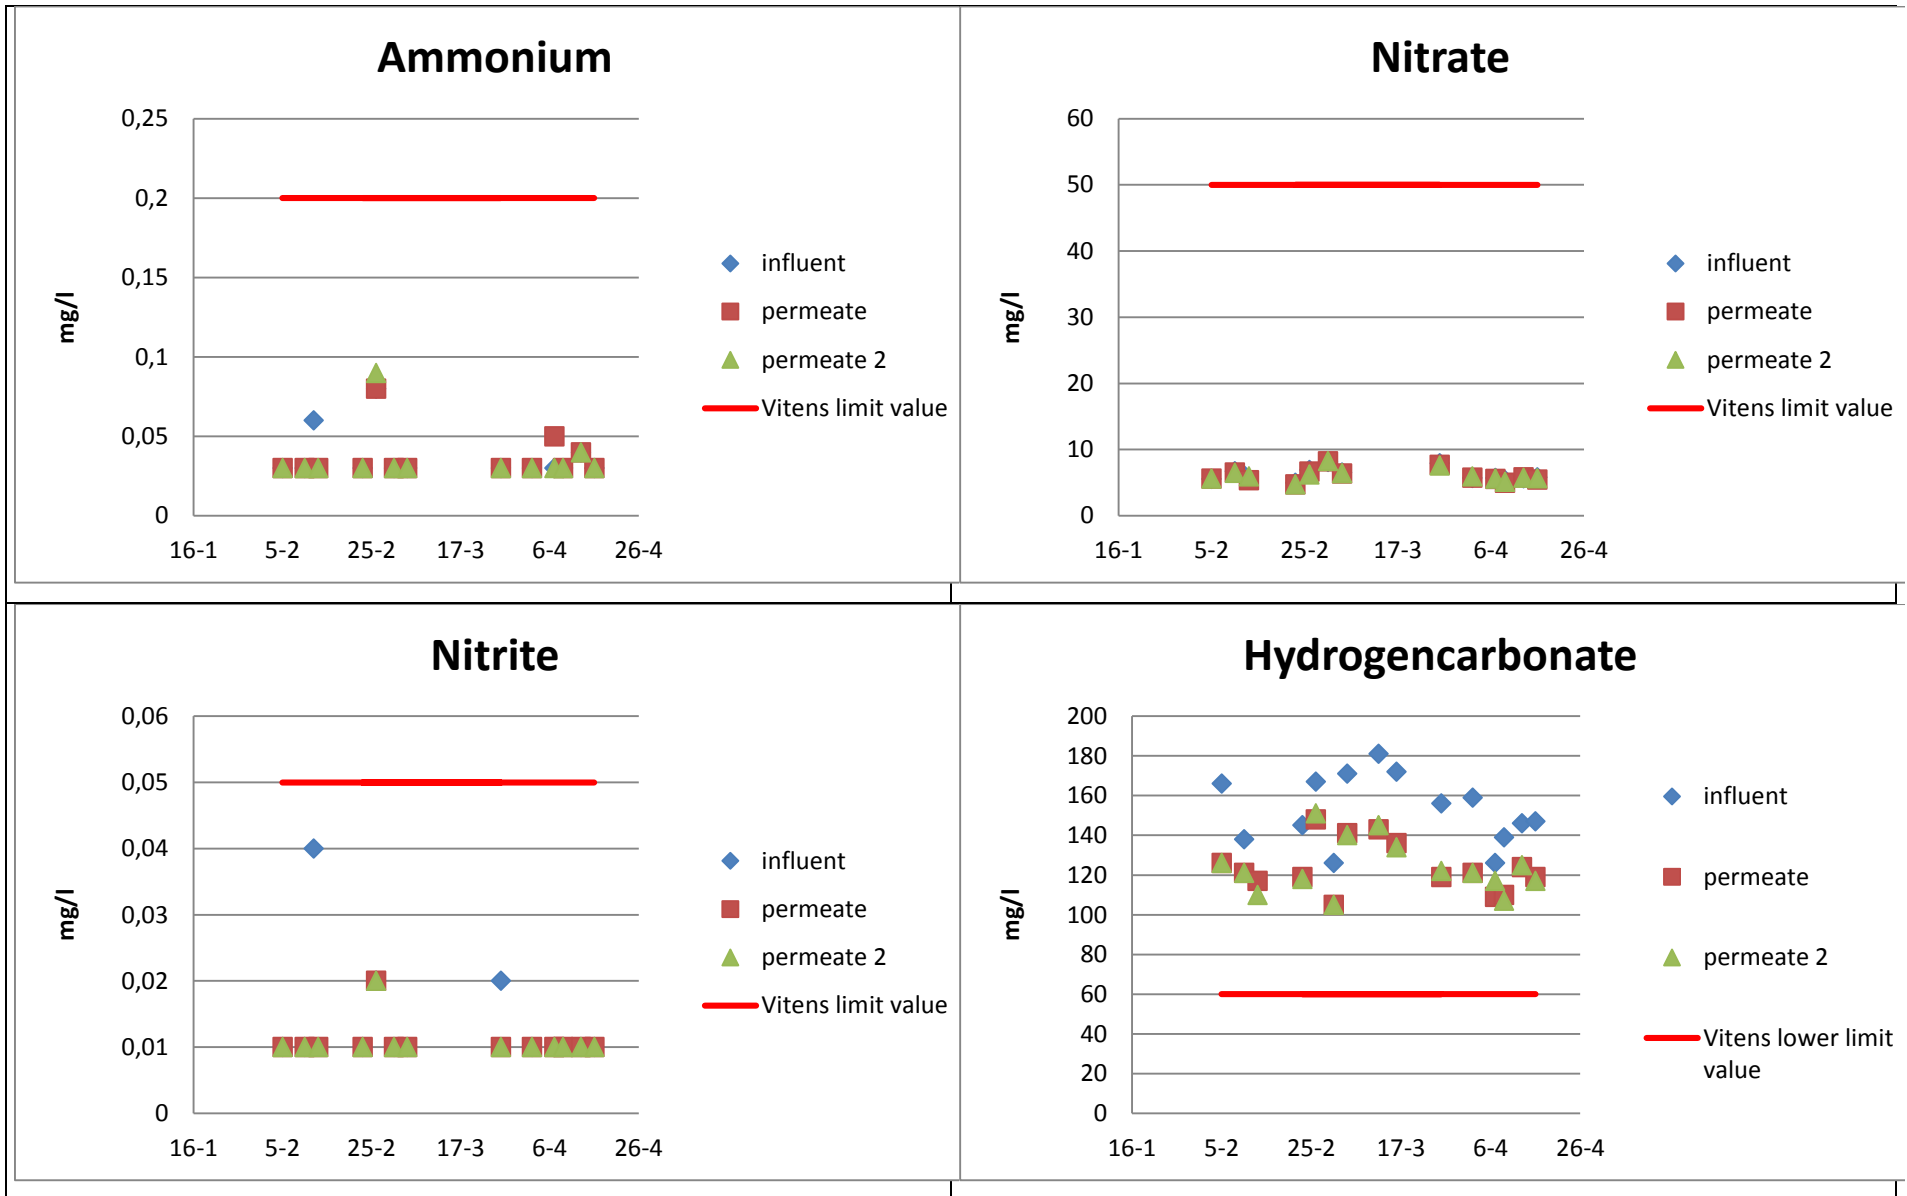 Ammonium
0,25
0,2
0,15
0,1
0,05
0
mg/l
16-1 5-2 25-2 17-3 6-4 26-4
influent
permeate
permeate 2
Vitens limit value
Nitrate
60
50
40
30
20
10
0
mg/l
16-1 5-2 25-2 17-3 6-4 26-4
influent
permeate
permeate 2
Vitens limit value
Nitrite
0,06
0,05
0,04
0,03
0,02
0,01
0
mg/l
16-1 5-2 25-2 17-3 6-4 26-4
influent
permeate
permeate 2
Vitens limit value
Hydrogencarbonate
200
180
160
140
120
100
80
60
40
20
0
mg/l
16-1 5-2 25-2 17-3 6-4 26-4
influent
permeate
permeate 2
Vitens lower limit
value